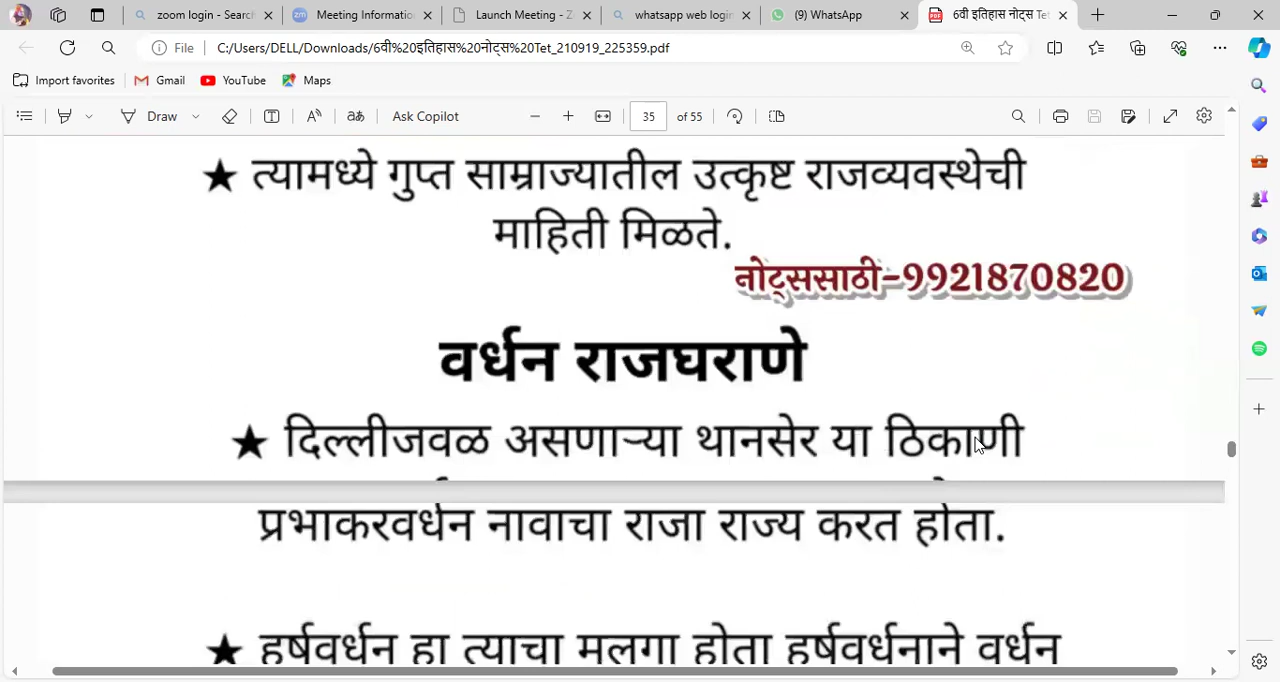 zoom login - Searc
Meeting Informatio
Launch Meeting - Z
whatsapp web login
(9) WhatsApp
6वी इतिहास नोट्स Tet
File
C:/Users/DELL/Downloads/6वी%20इतिहास%20नोट्स%20Tet_210919_225359.pdf
Import favorites
Gmail
YouTube
Maps
Draw
Ask Copilot
35 of 55
★ त्यामध्ये गुप्त साम्राज्यातील उत्कृष्ट राजव्यवस्थेची
माहिती मिळते.
नोट्ससाठी-9921870820
वर्धन राजघराणे
★ दिल्लीजवळ असणाऱ्या थानसेर या ठिकाणी
प्रभाकरवर्धन नावाचा राजा राज्य करत होता.
★ हर्षवर्धन हा त्याचा मुलगा होता हर्षवर्धनाने वर्धन